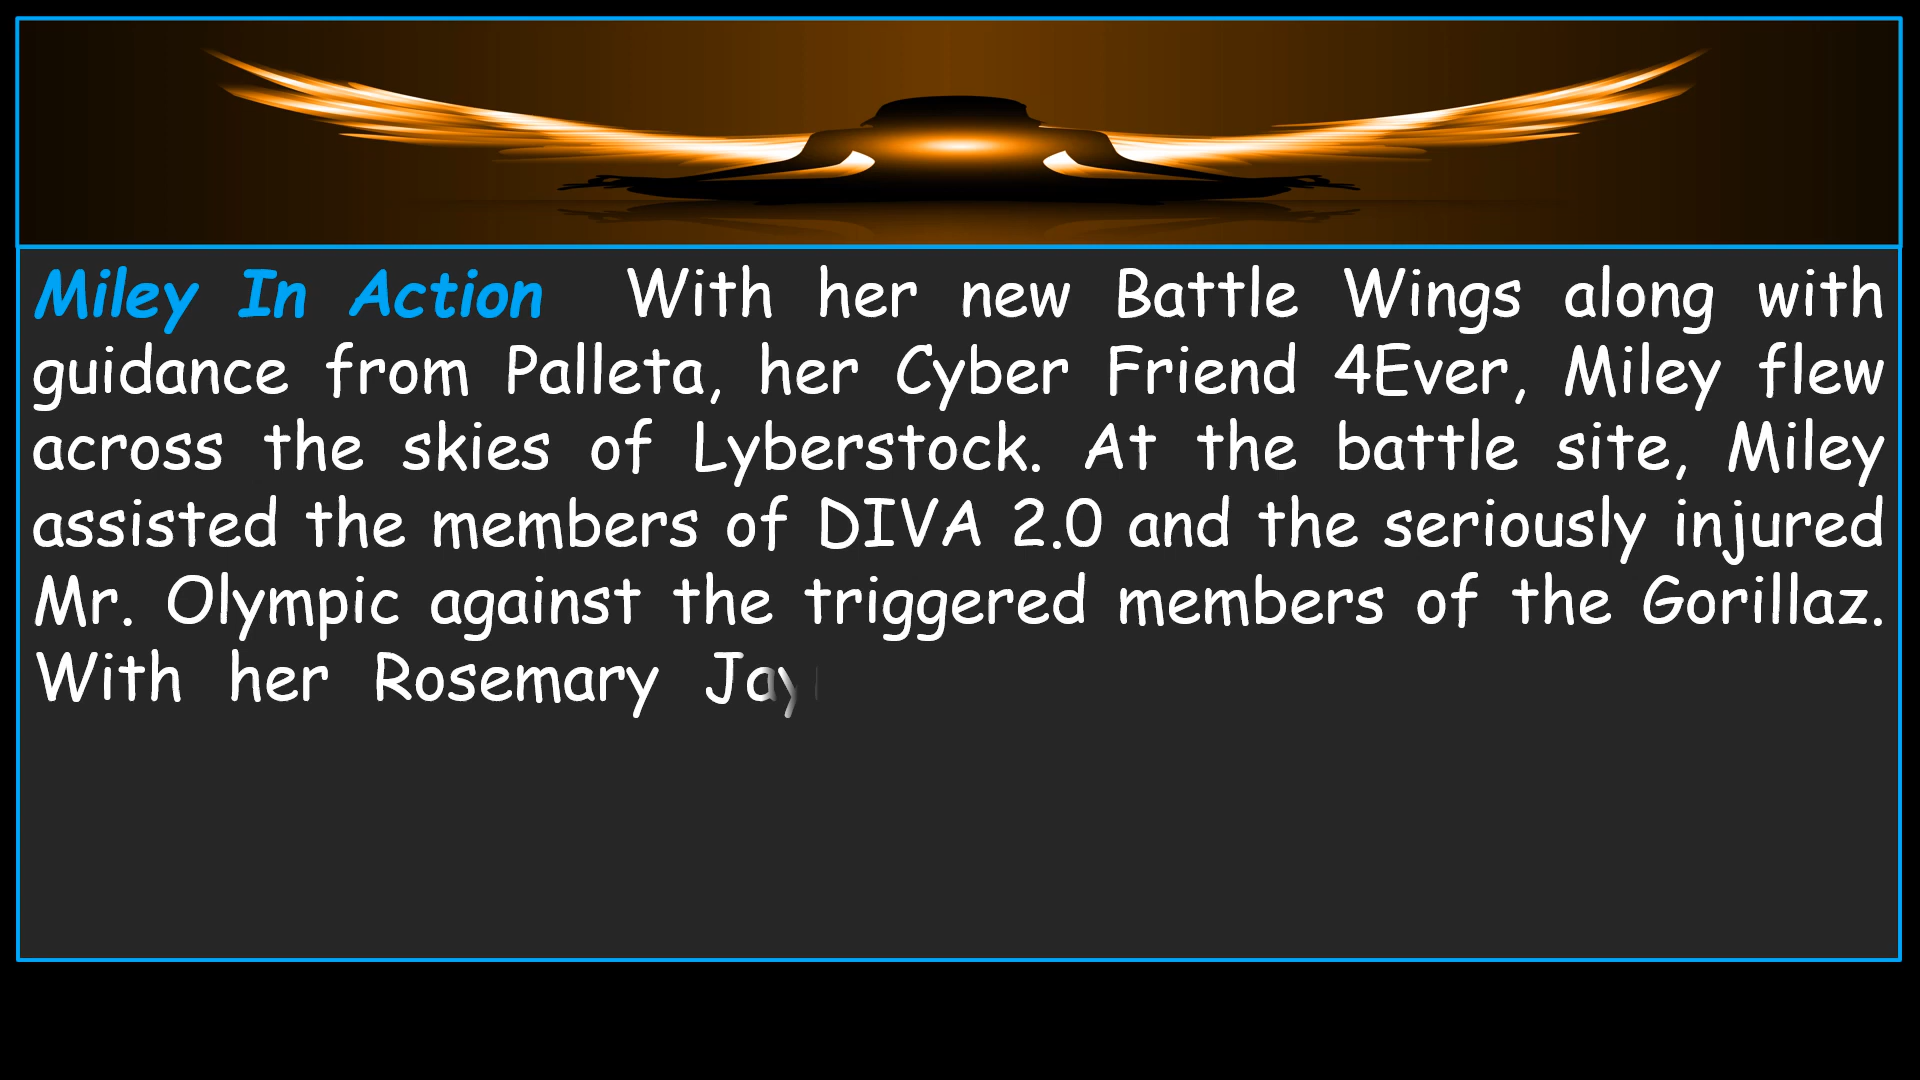 Miley In Action With her new Battle Wings along with
guidance from Palleta, her Cyber Friend 4Ever, Miley flew
across the skies of Lyberstock. At the battle site, Miley
assisted the members of DIVA 2.0 and the seriously injured
Mr. Olympic against the triggered members of the Gorillaz.
With her Rosemary